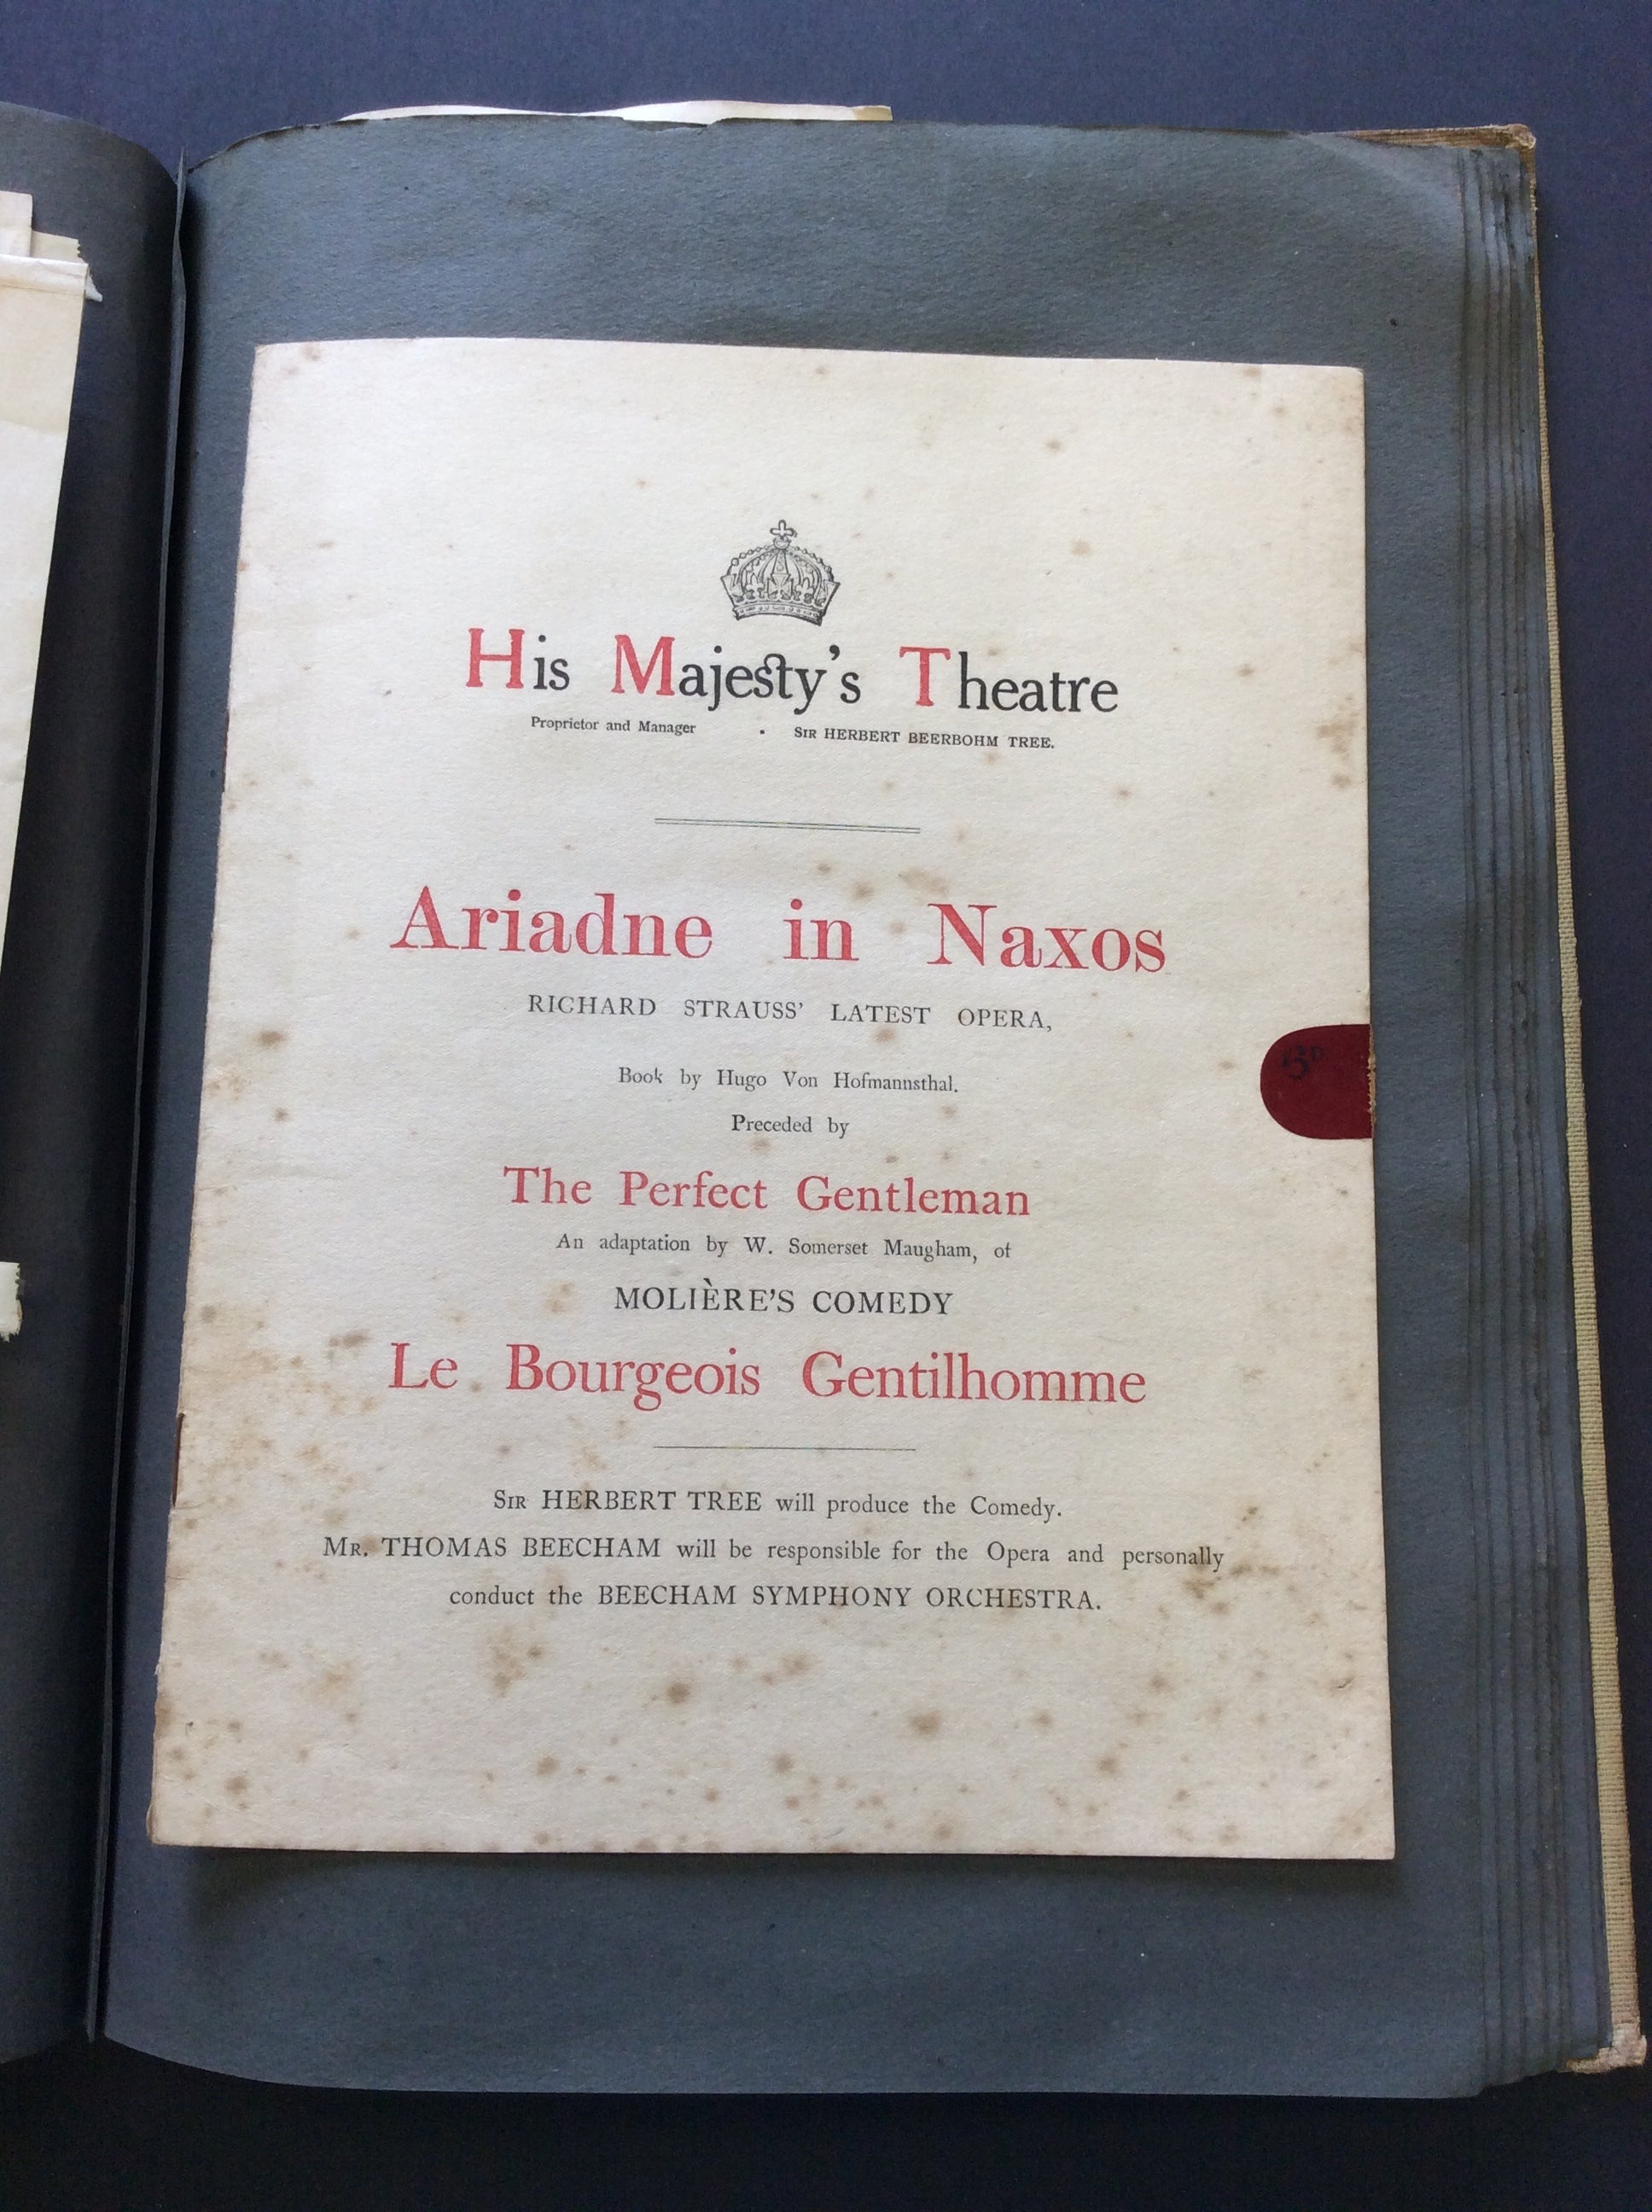 His Majesty's Theatre
Proprietor and Manager . SIR HERBERT BEERBOHM TREE.
Ariadne in Naxos
RICHARD STRAUSS' LATEST OPERA,
Book by Hugo Von Hofmannsthal.
Preceded by
The Perfect Gentleman
An adaptation by W. Somerset Maugham, of
MOLIÈRE'S COMEDY
Le Bourgeois Gentilhomme
SIR HERBERT TREE will produce the Comedy.
MR. THOMAS BEECHAM will be responsible for the Opera and personally
conduct the BEECHAM SYMPHONY ORCHESTRA.